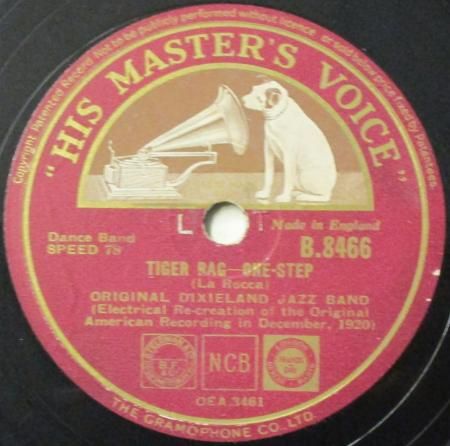 Copyright Patented Record Not to be publicly performed without licence, or sold below price fixed by Patentees.
"HIS MASTER'S VOICE"
Made in England
Dance Band
SPEED 78
B.8466
TIGER RAG—ONE-STEP
(La Rocca)
ORIGINAL DIXIELAND JAZZ BAND
(Electrical Re-creation of the Original
American Recording in December, 1920)
B.F.
NCB
OEA.3461
THE GRAMOPHONE CO. LTD.